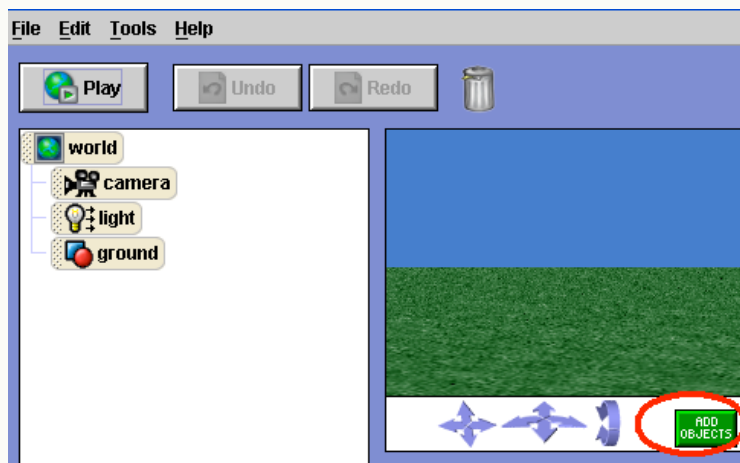 File Edit Tools Help
Play Undo Redo
world
camera
light
ground
ADD
OBJECTS